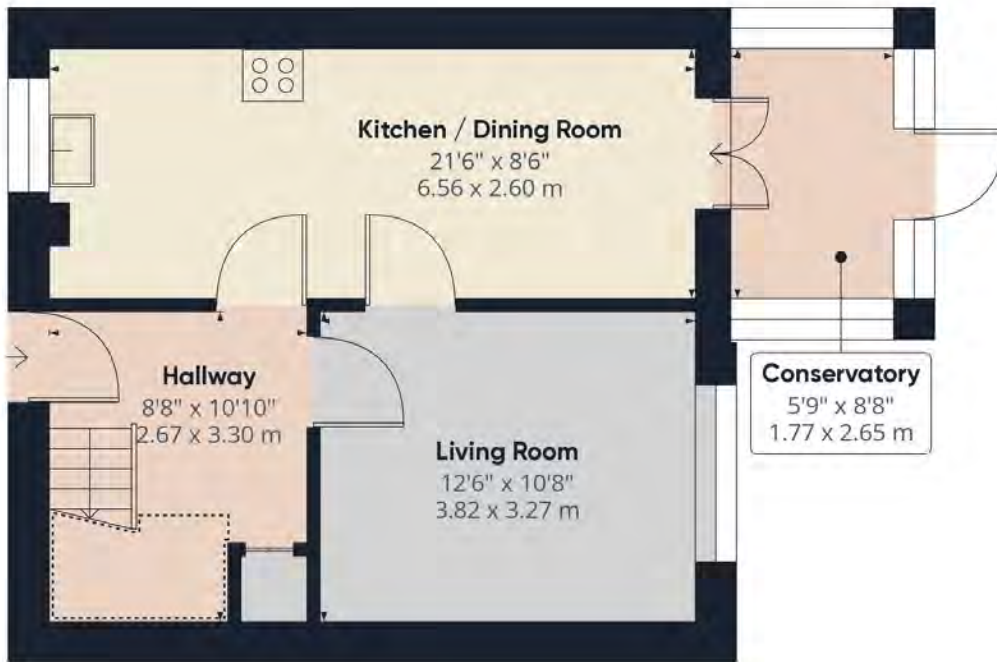 Kitchen / Dining Room
21'6" x 8'6"
6.56 x 2.60 m
Hallway
8'8" x 10'10"
2.67 x 3.30 m
Living Room
12'6" x 10'8"
3.82 x 3.27 m
Conservatory
5'9" x 8'8"
1.77 x 2.65 m